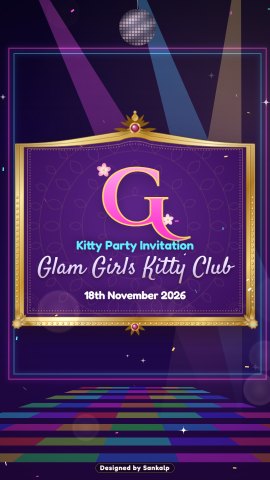 G
Kitty Party Invitation
Glam Girls Kitty Club
18th November 2026
Designed by Sankalp